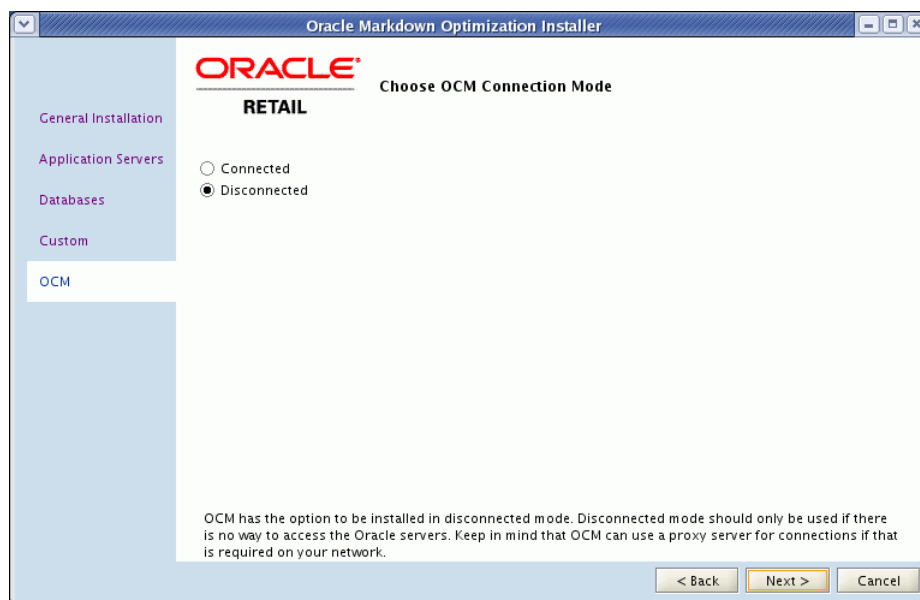 Oracle Markdown Optimization Installer
ORACLE
RETAIL
Choose OCM Connection Mode
General Installation
Application Servers
Databases
Custom
OCM
Connected
Disconnected
OCM has the option to be installed in disconnected mode. Disconnected mode should only be used if there
is no way to access the Oracle servers. Keep in mind that OCM can use a proxy server for connections if that
is required on your network.
< Back
Next >
Cancel